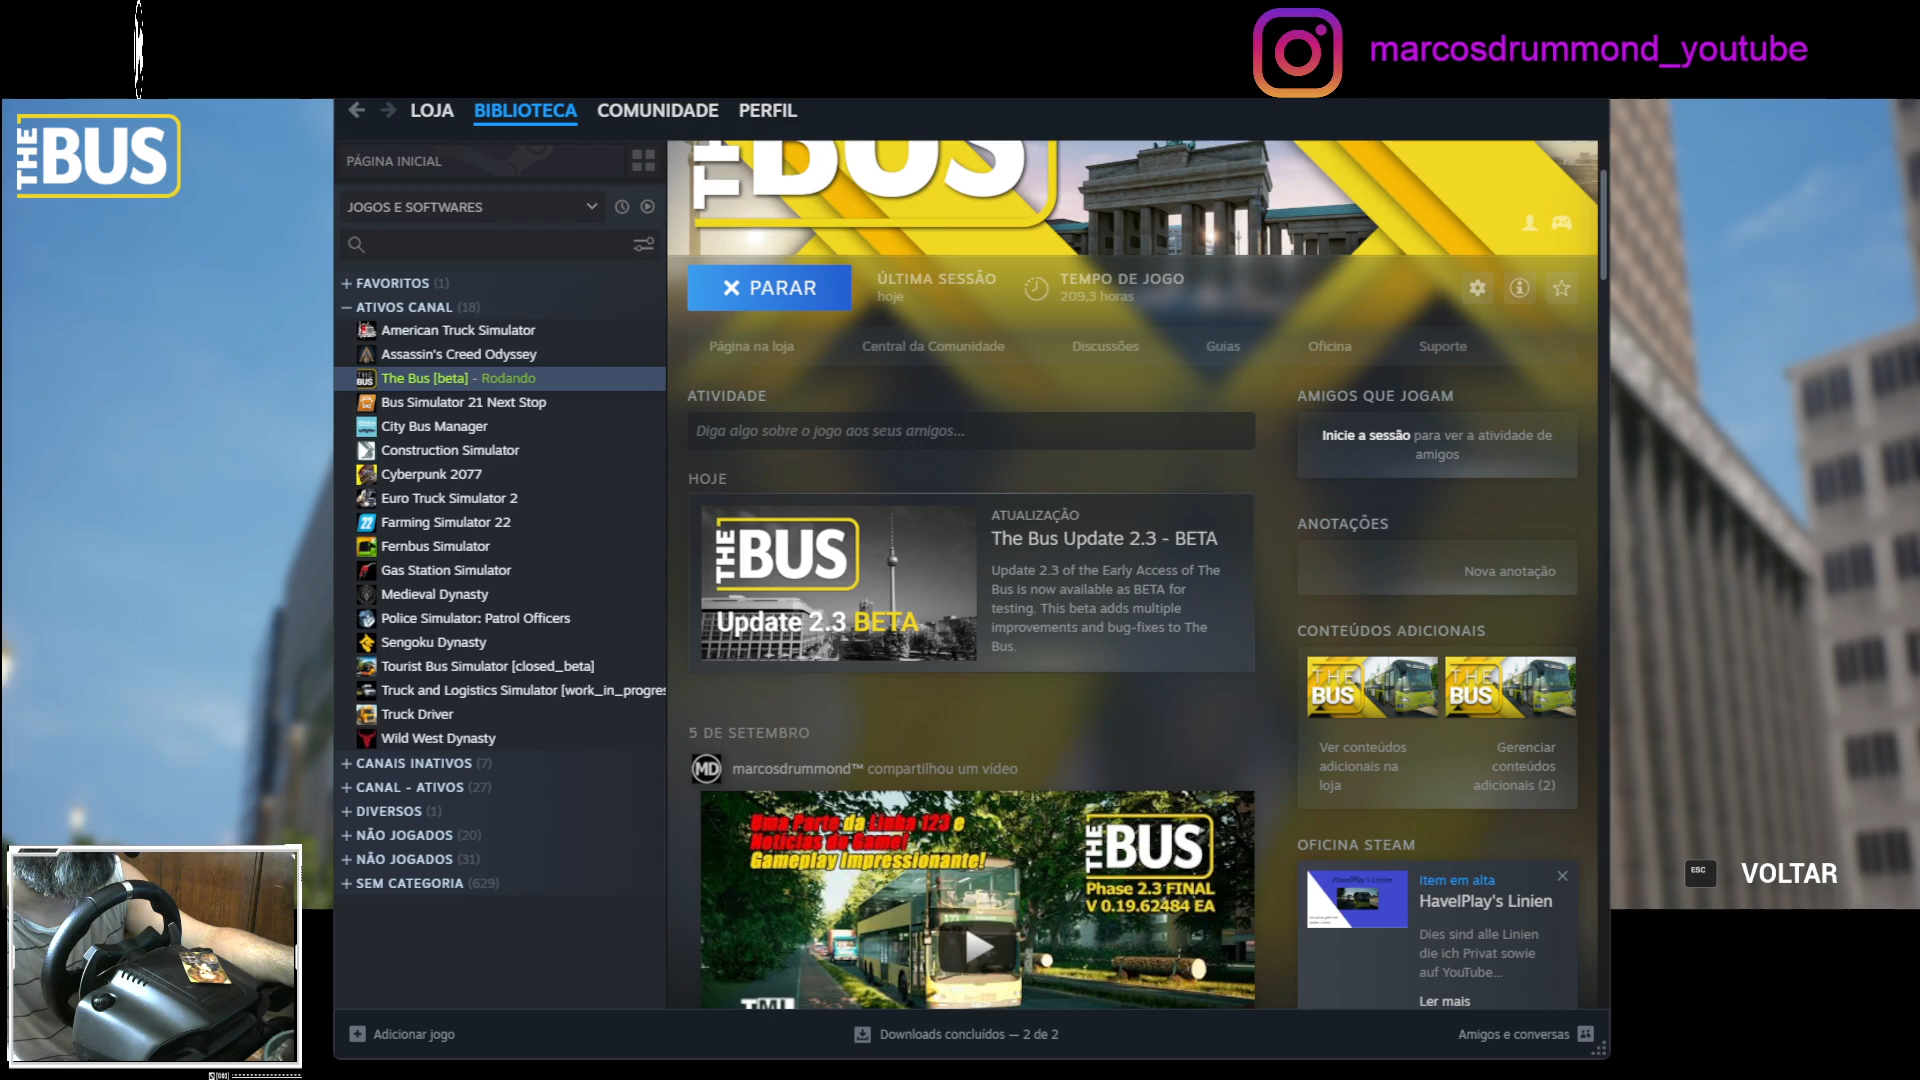 marcosdrummond_youtube
THE BUS
LOJA BIBLIOTECA COMUNIDADE PERFIL
PÁGINA INICIAL
JOGOS E SOFTWARES
FAVORITOS (1)
ATIVOS CANAL (18)
American Truck Simulator
Assassin's Creed Odyssey
The Bus [beta] - Rodando
Bus Simulator 21 Next Stop
City Bus Manager
Construction Simulator
Cyberpunk 2077
Euro Truck Simulator 2
Farming Simulator 22
Fernbus Simulator
Gas Station Simulator
Medieval Dynasty
Police Simulator: Patrol Officers
Sengoku Dynasty
Tourist Bus Simulator [closed_beta]
Truck and Logistics Simulator [work_in_progres
Truck Driver
Wild West Dynasty
CANAIS INATIVOS (7)
CANAL - ATIVOS (27)
DIVERSOS (1)
NÃO JOGADOS (20)
NÃO JOGADOS (31)
SEM CATEGORIA (629)
THE BUS
PARAR
ÚLTIMA SESSÃO
hoje
TEMPO DE JOGO
209,3 horas
Página na loja Central da Comunidade Discussões Guias Oficina Suporte
ATIVIDADE
Diga algo sobre o jogo aos seus amigos...
HOJE
THE BUS
Update 2.3 BETA
ATUALIZAÇÃO
The Bus Update 2.3 - BETA
Update 2.3 of the Early Access of The
Bus is now available as BETA for
testing. This beta adds multiple
improvements and bug-fixes to The
Bus.
5 DE SETEMBRO
MD marcosdrummond™ compartilhou um vídeo
Uma Parte da Linha 123 e
Notícias do Game!
Gameplay Impressionante!
THE BUS
Phase 2.3 FINAL
V 0.19.62484 EA
AMIGOS QUE JOGAM
Inicie a sessão para ver a atividade de
amigos
ANOTAÇÕES
Nova anotação
CONTEÚDOS ADICIONAIS
THE BUS THE BUS
Ver conteúdos
adicionais na
loja
Gerenciar
conteúdos
adicionais (2)
OFICINA STEAM
HavelPlay's Linien
Item em alta
HavelPlay's Linien
Dies sind alle Linien
die ich Privat sowie
auf YouTube...
Ler mais
ESC VOLTAR
Adicionar jogo
Downloads concluídos — 2 de 2
Amigos e conversas